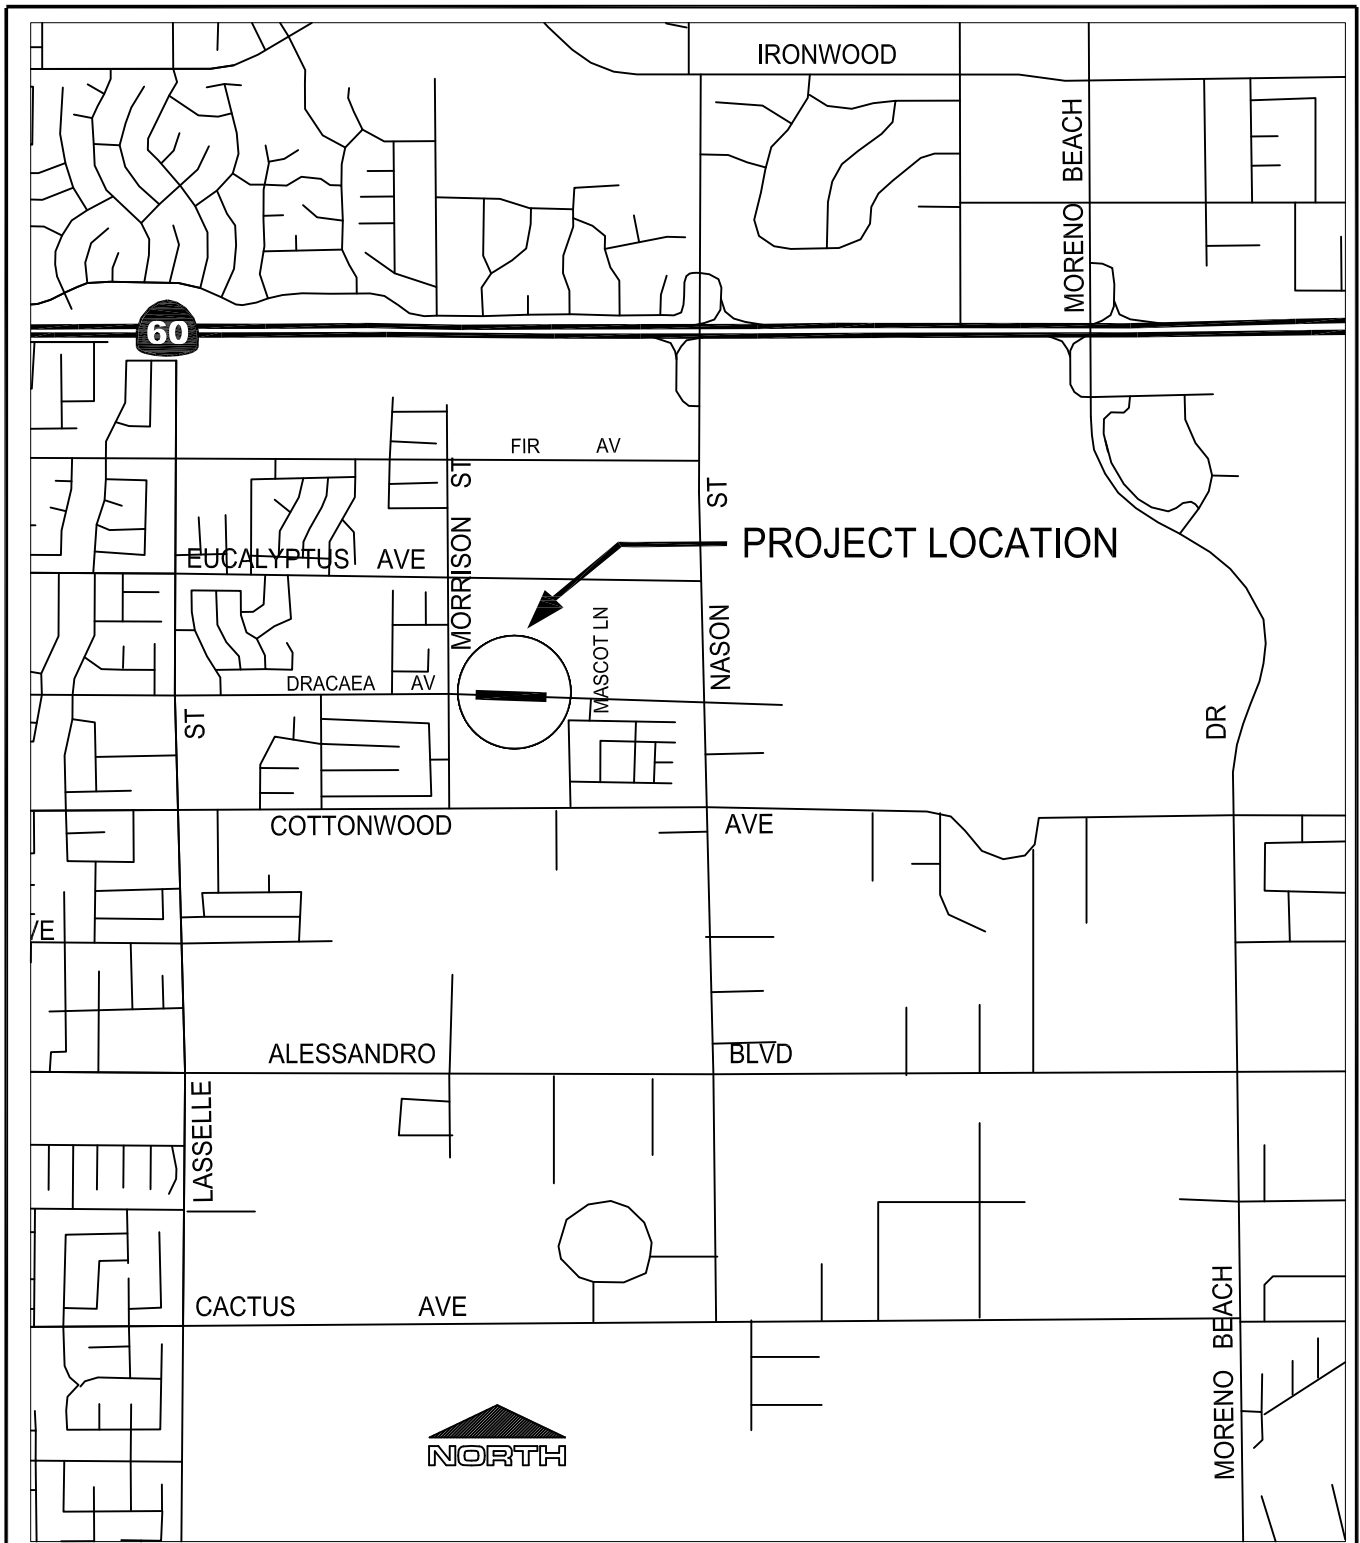 IRONWOOD
MORENO BEACH
60
FIR AV
MORRISON ST
NASON ST
PROJECT LOCATION
EUCALYPTUS AVE
MASCOT LN
DRACAEA AV
LASSELLE ST
MORENO BEACH DR
COTTONWOOD AVE
VE
ALESSANDRO BLVD
CACTUS AVE
NORTH